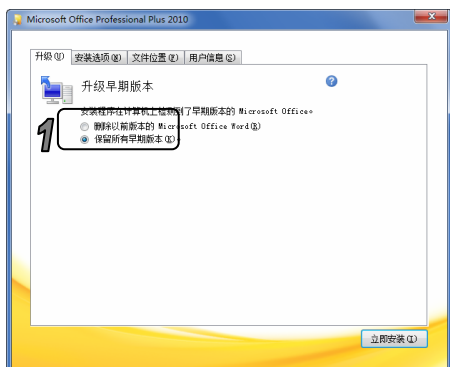 Microsoft Office Professional Plus 2010
升级(U) 安装选项(N) 文件位置(F) 用户信息(S)
升级早期版本
安装程序在计算机上检测到了早期版本的 Microsoft Office。
删除以前版本的 Microsoft Office Word(R)
保留所有早期版本(K)。
1
立即安装(I)